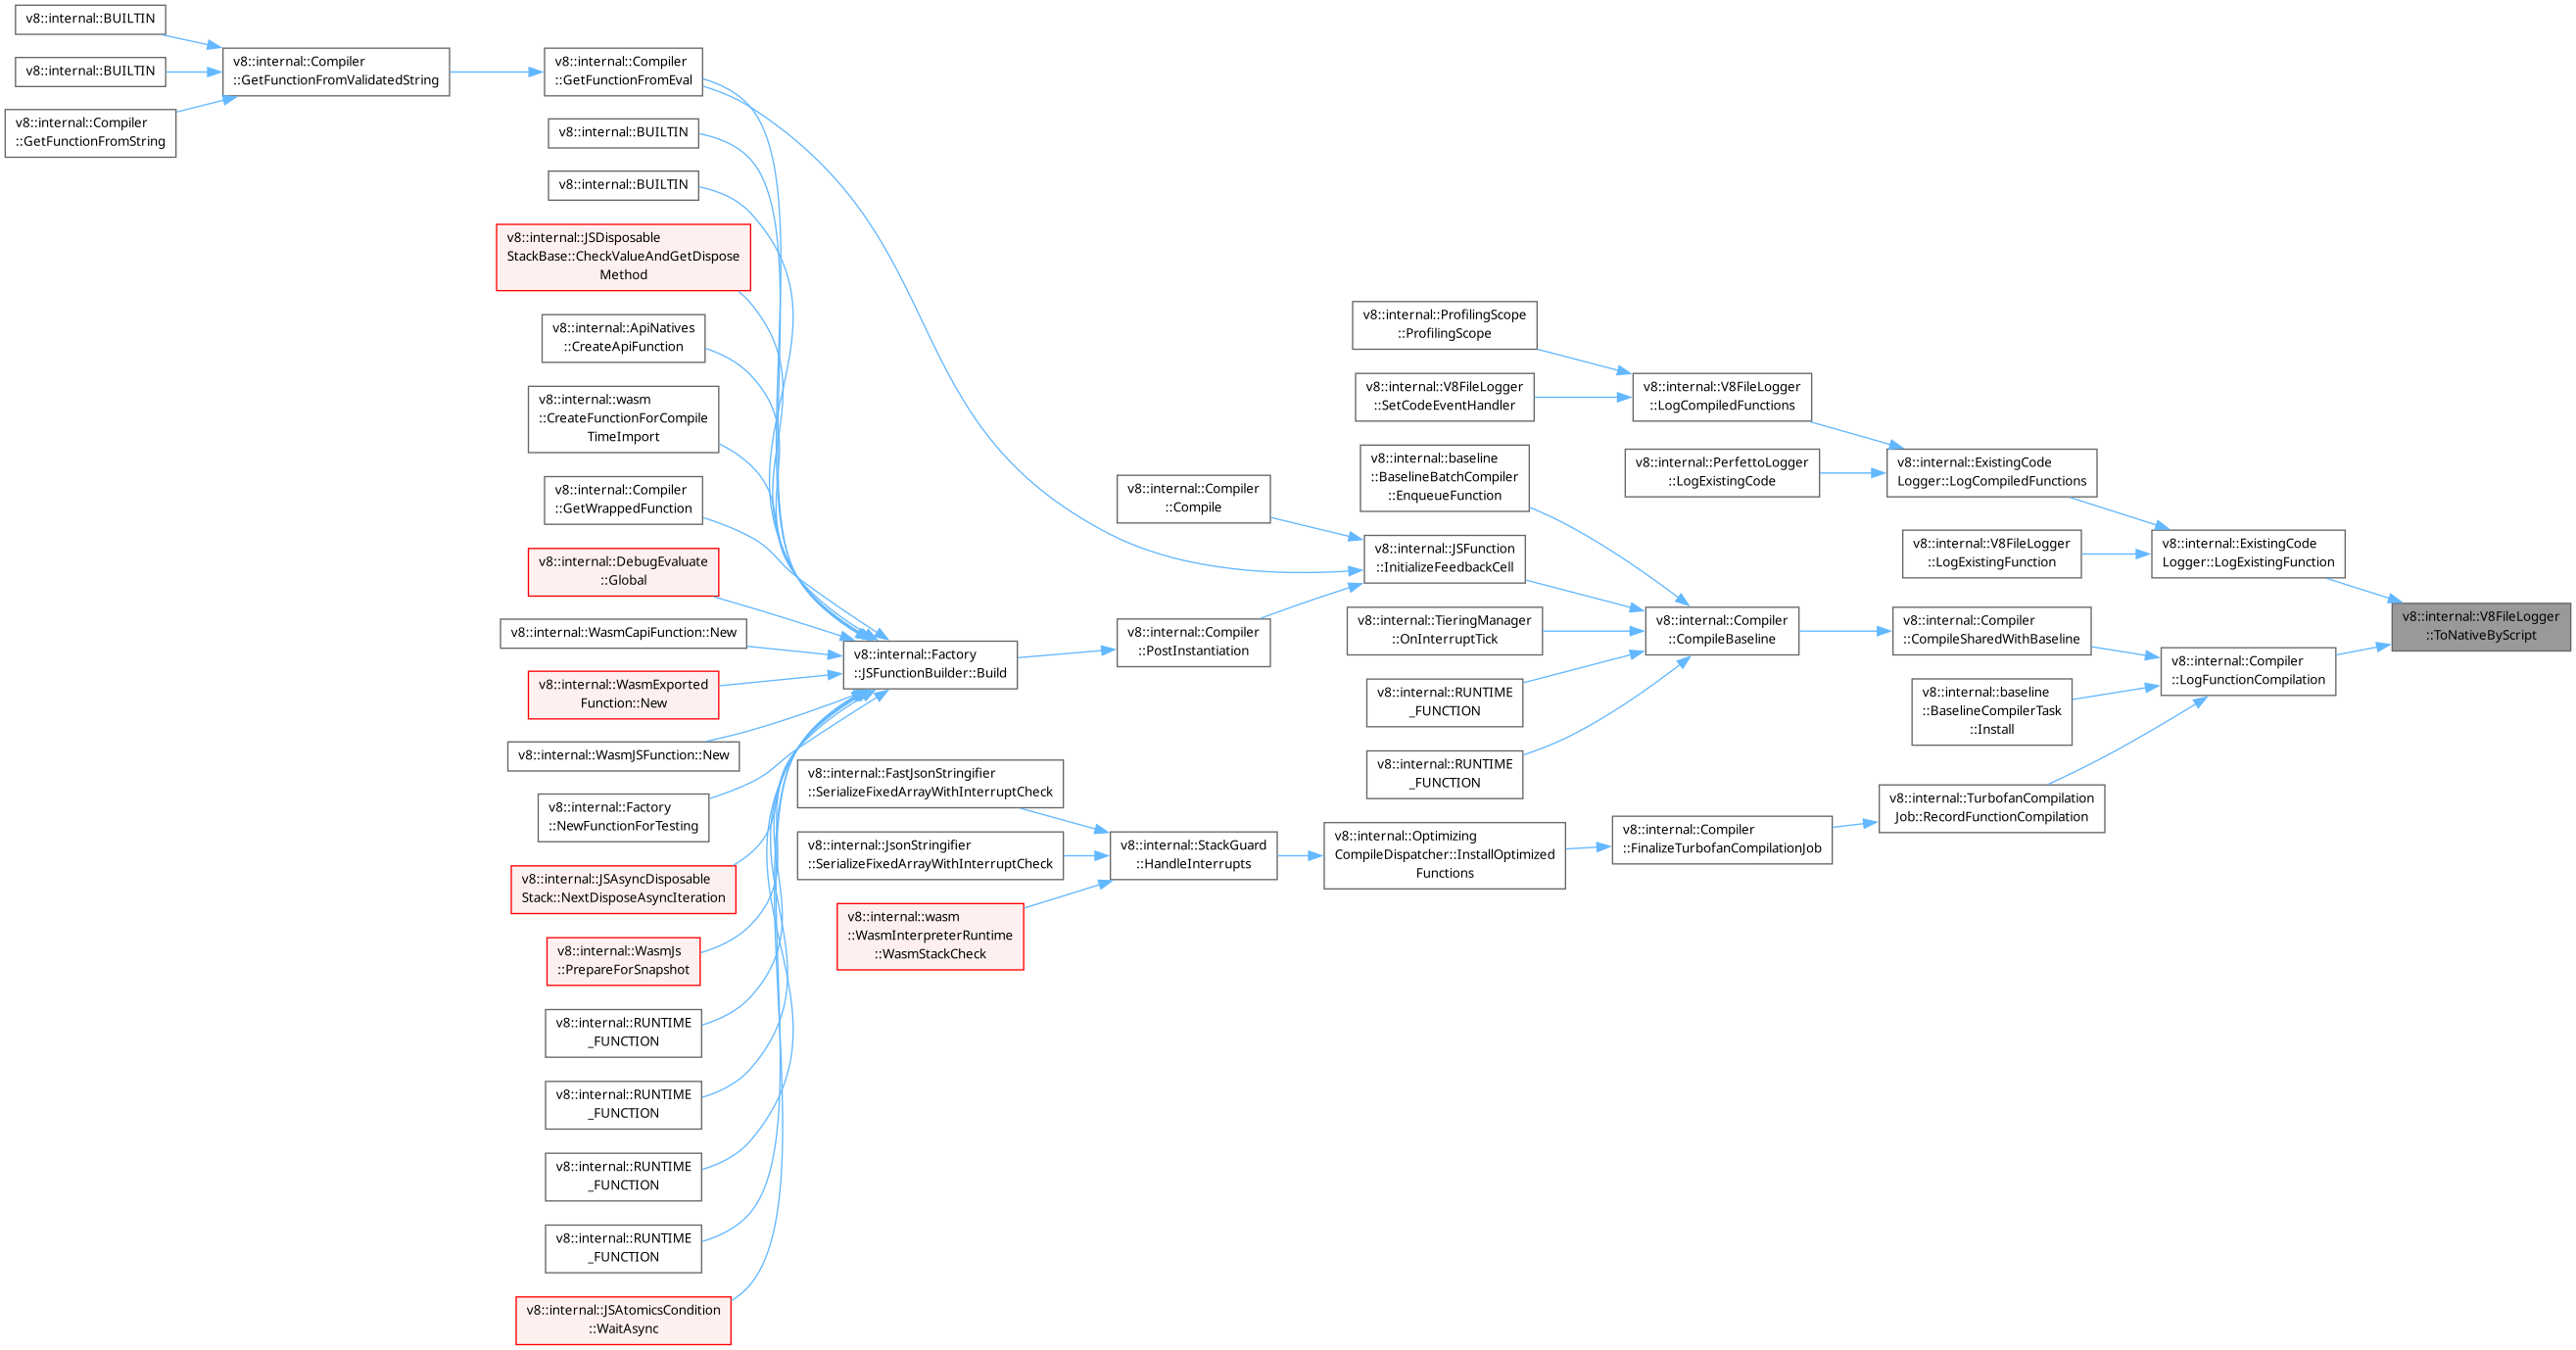 v8::internal::BUILTIN
v8::internal::BUILTIN
v8::internal::Compiler
::GetFunctionFromString
v8::internal::Compiler
::GetFunctionFromValidatedString
v8::internal::Compiler
::GetFunctionFromEval
v8::internal::BUILTIN
v8::internal::BUILTIN
v8::internal::JSDisposable
StackBase::CheckValueAndGetDispose
Method
v8::internal::ApiNatives
::CreateApiFunction
v8::internal::wasm
::CreateFunctionForCompile
TimeImport
v8::internal::Compiler
::GetWrappedFunction
v8::internal::DebugEvaluate
::Global
v8::internal::WasmCapiFunction::New
v8::internal::WasmExported
Function::New
v8::internal::WasmJSFunction::New
v8::internal::Factory
::NewFunctionForTesting
v8::internal::JSAsyncDisposable
Stack::NextDisposeAsyncIteration
v8::internal::WasmJs
::PrepareForSnapshot
v8::internal::RUNTIME
_FUNCTION
v8::internal::RUNTIME
_FUNCTION
v8::internal::RUNTIME
_FUNCTION
v8::internal::RUNTIME
_FUNCTION
v8::internal::JSAtomicsCondition
::WaitAsync
v8::internal::Factory
::JSFunctionBuilder::Build
v8::internal::FastJsonStringifier
::SerializeFixedArrayWithInterruptCheck
v8::internal::JsonStringifier
::SerializeFixedArrayWithInterruptCheck
v8::internal::wasm
::WasmInterpreterRuntime
::WasmStackCheck
v8::internal::Compiler
::Compile
v8::internal::Compiler
::PostInstantiation
v8::internal::StackGuard
::HandleInterrupts
v8::internal::ProfilingScope
::ProfilingScope
v8::internal::V8FileLogger
::SetCodeEventHandler
v8::internal::baseline
::BaselineBatchCompiler
::EnqueueFunction
v8::internal::JSFunction
::InitializeFeedbackCell
v8::internal::TieringManager
::OnInterruptTick
v8::internal::RUNTIME
_FUNCTION
v8::internal::RUNTIME
_FUNCTION
v8::internal::Optimizing
CompileDispatcher::InstallOptimized
Functions
v8::internal::V8FileLogger
::LogCompiledFunctions
v8::internal::PerfettoLogger
::LogExistingCode
v8::internal::Compiler
::CompileBaseline
v8::internal::Compiler
::FinalizeTurbofanCompilationJob
v8::internal::ExistingCode
Logger::LogCompiledFunctions
v8::internal::V8FileLogger
::LogExistingFunction
v8::internal::Compiler
::CompileSharedWithBaseline
v8::internal::baseline
::BaselineCompilerTask
::Install
v8::internal::TurbofanCompilation
Job::RecordFunctionCompilation
v8::internal::ExistingCode
Logger::LogExistingFunction
v8::internal::Compiler
::LogFunctionCompilation
v8::internal::V8FileLogger
::ToNativeByScript